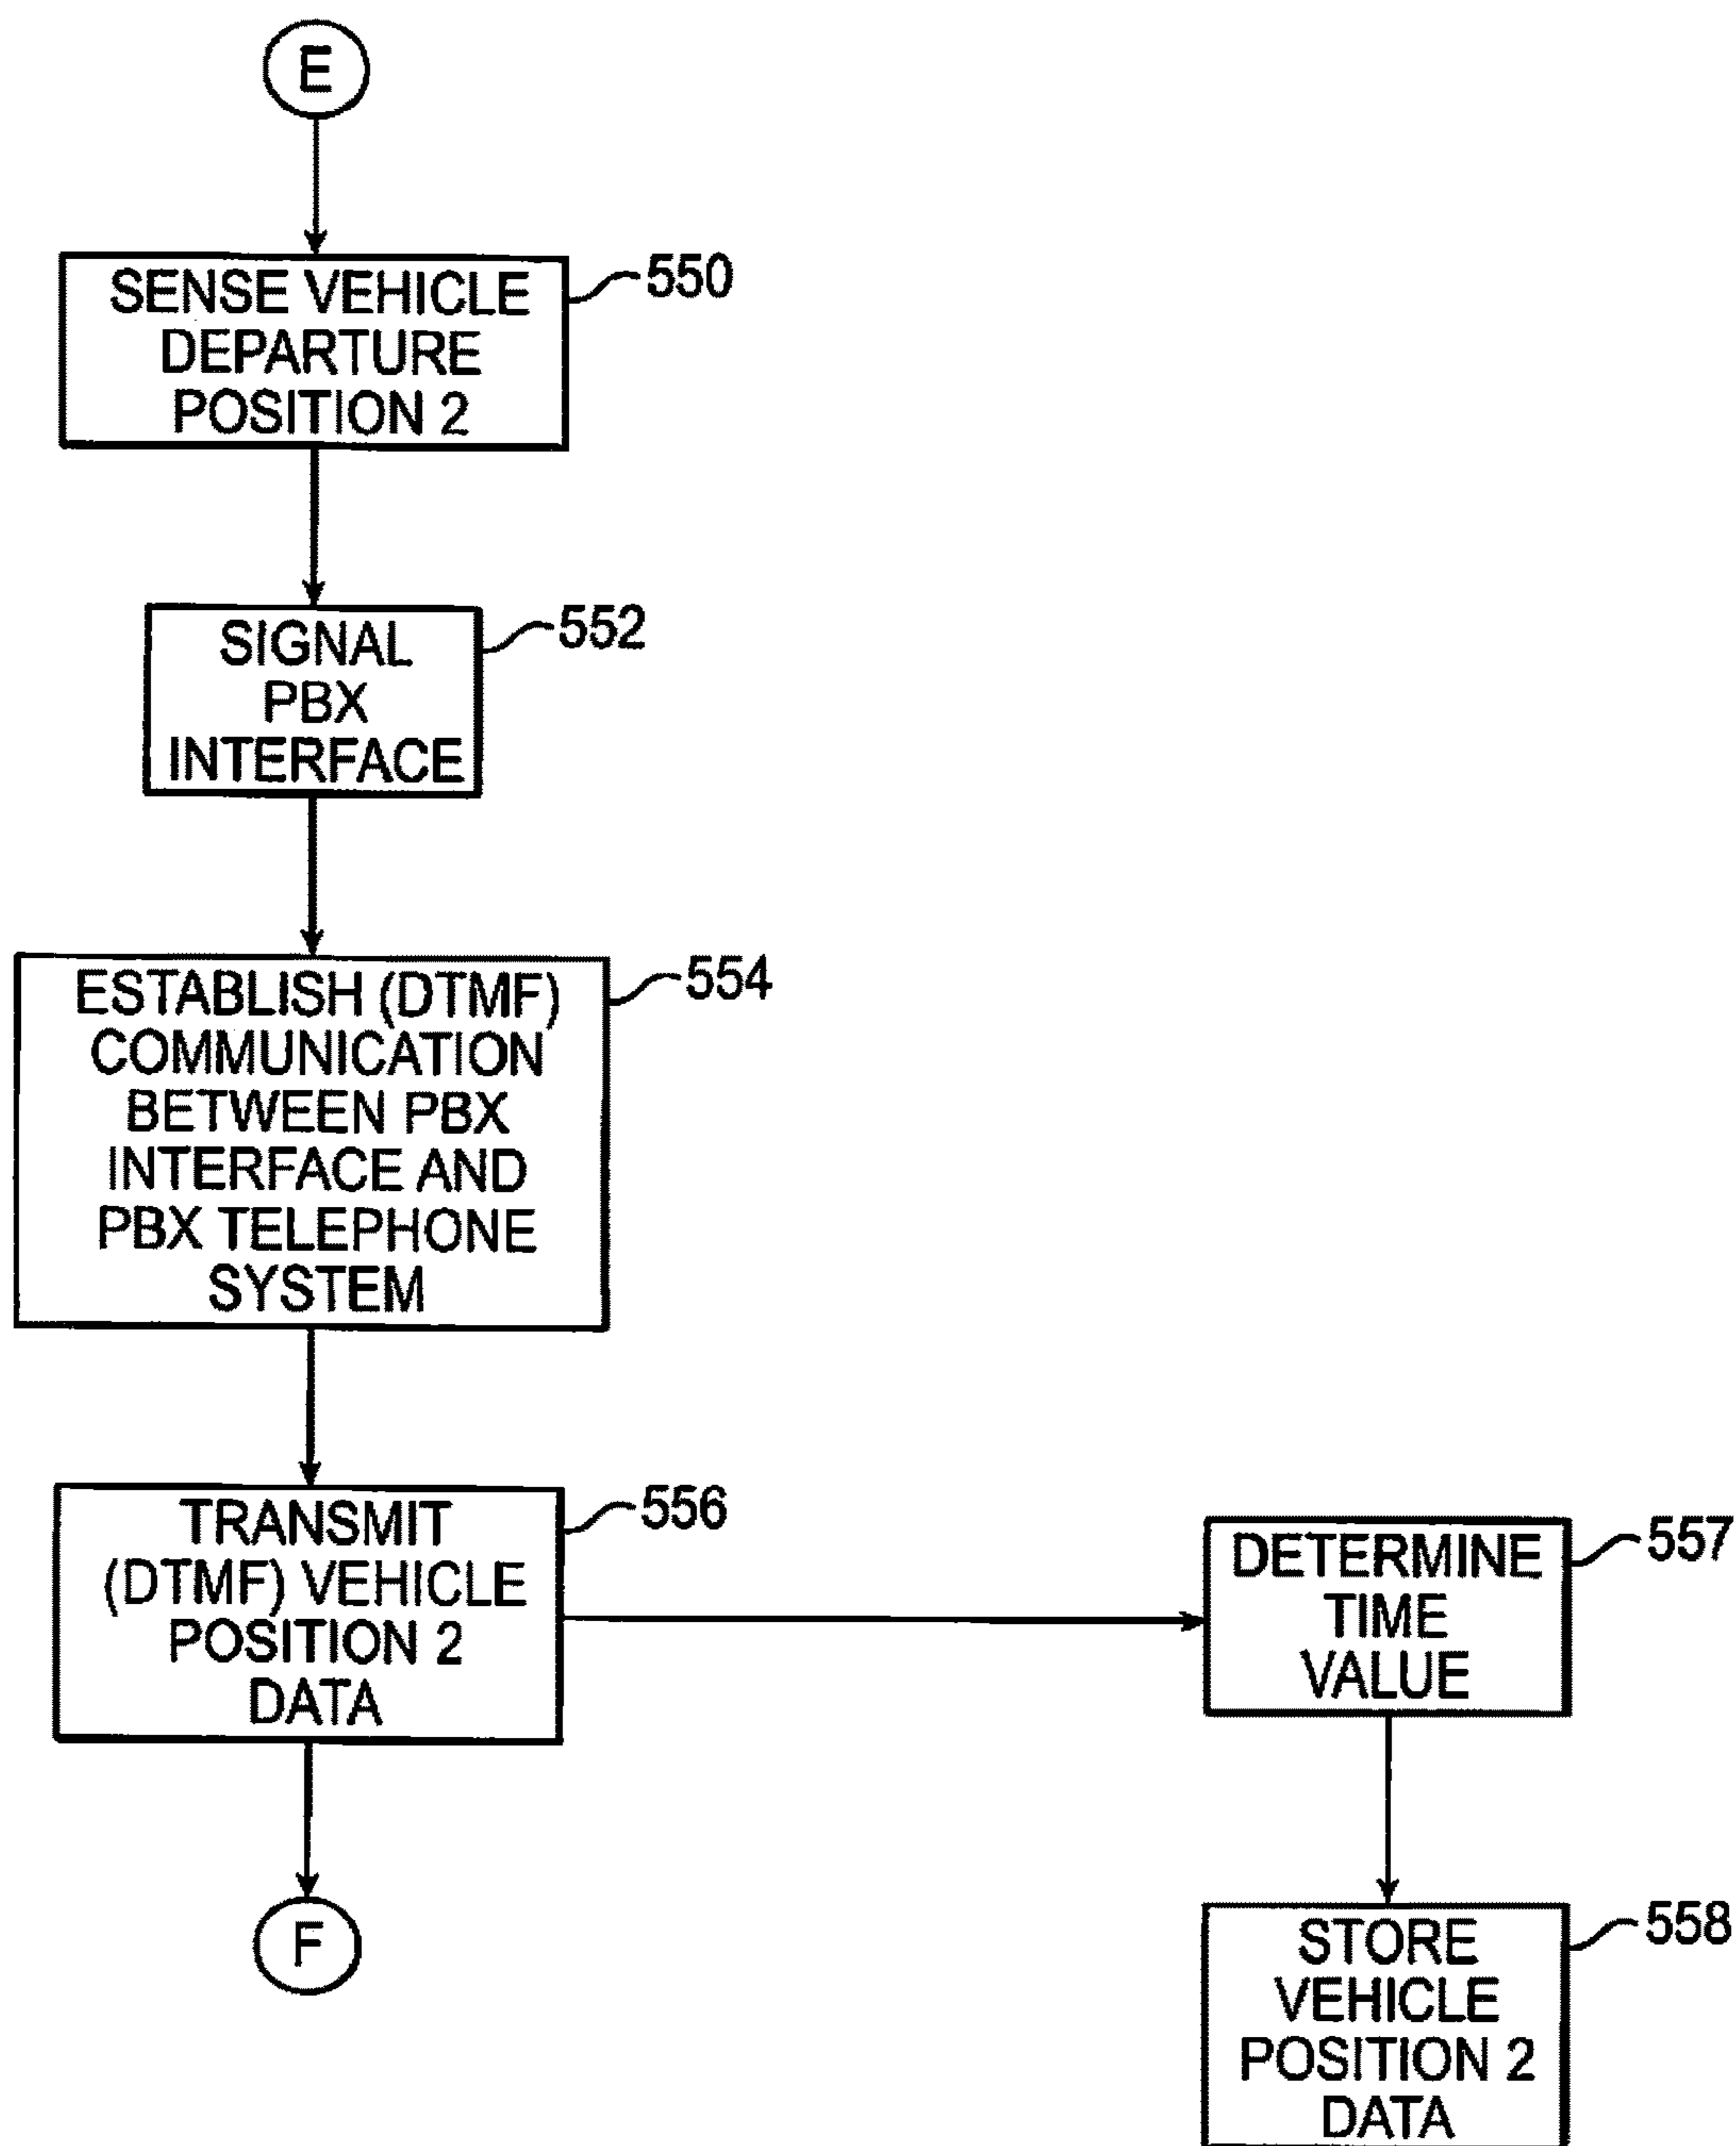 E
SENSE VEHICLE
DEPARTURE
POSITION 2
550
SIGNAL
PBX
INTERFACE
552
ESTABLISH (DTMF)
COMMUNICATION
BETWEEN PBX
INTERFACE AND
PBX TELEPHONE
SYSTEM
554
TRANSMIT
(DTMF) VEHICLE
POSITION 2
DATA
556
DETERMINE
TIME
VALUE
557
F
STORE
VEHICLE
POSITION 2
DATA
558